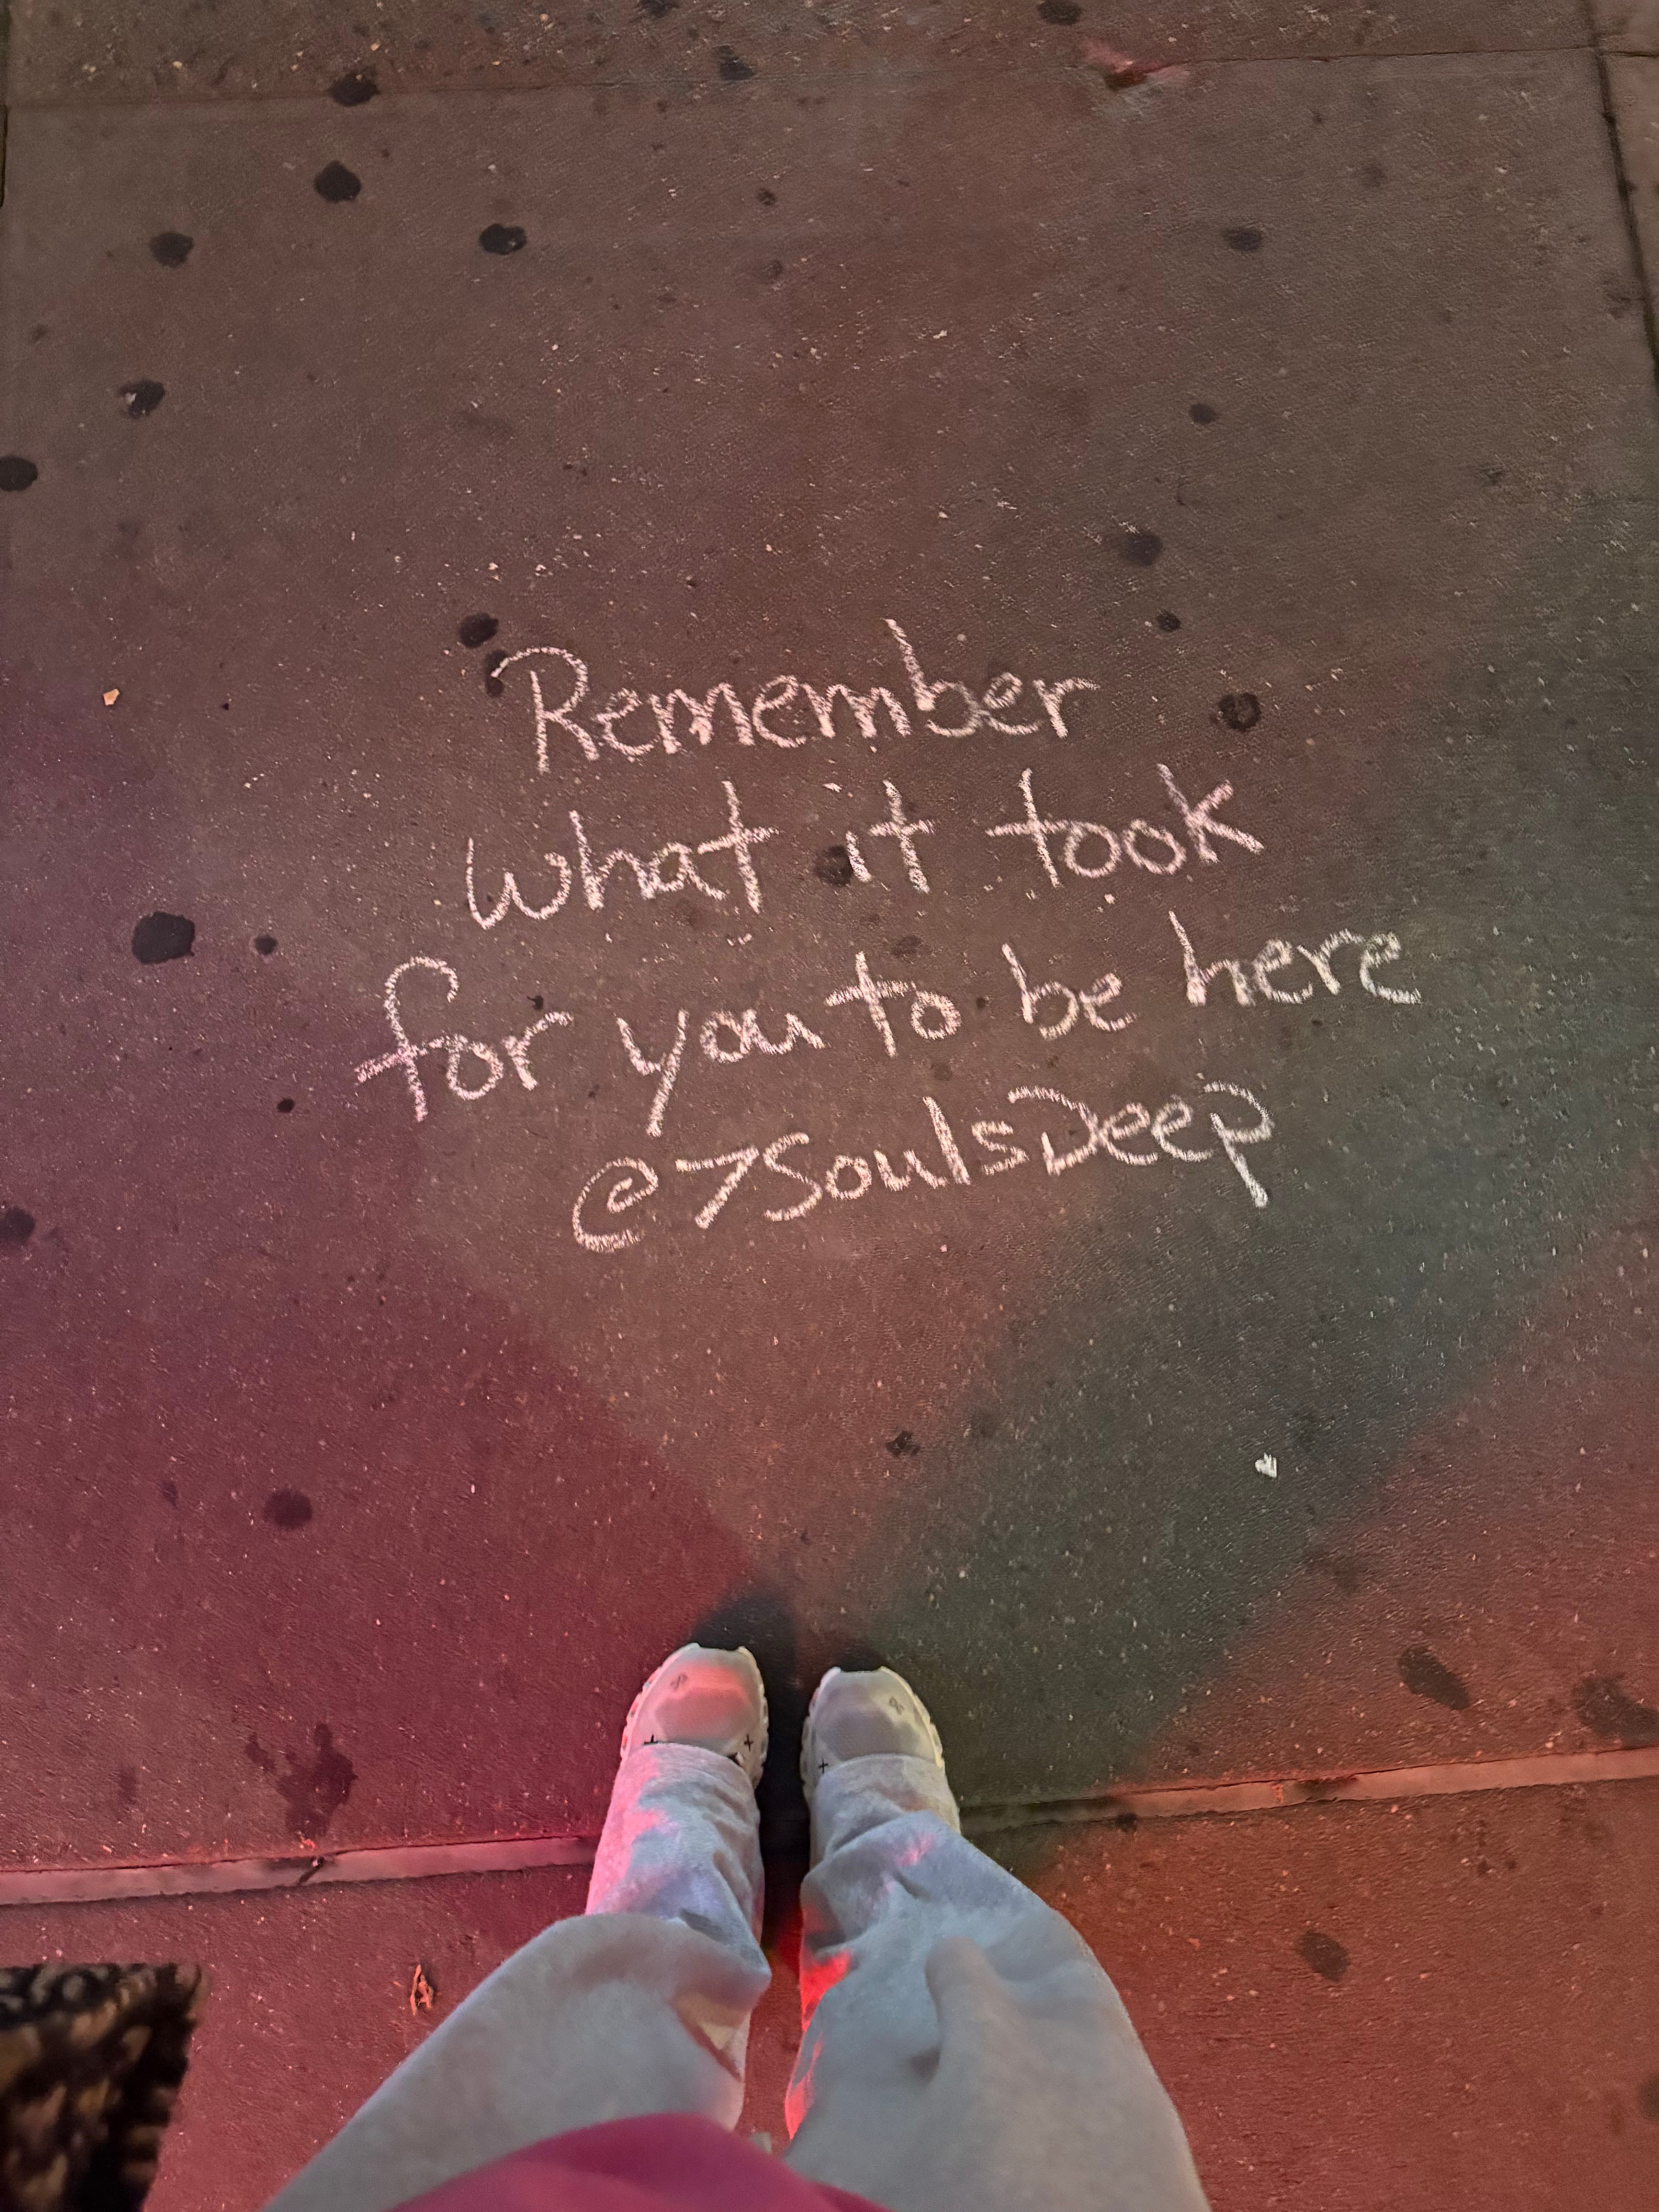 Remember
what it took
for you to be here
@7SoulsDeep